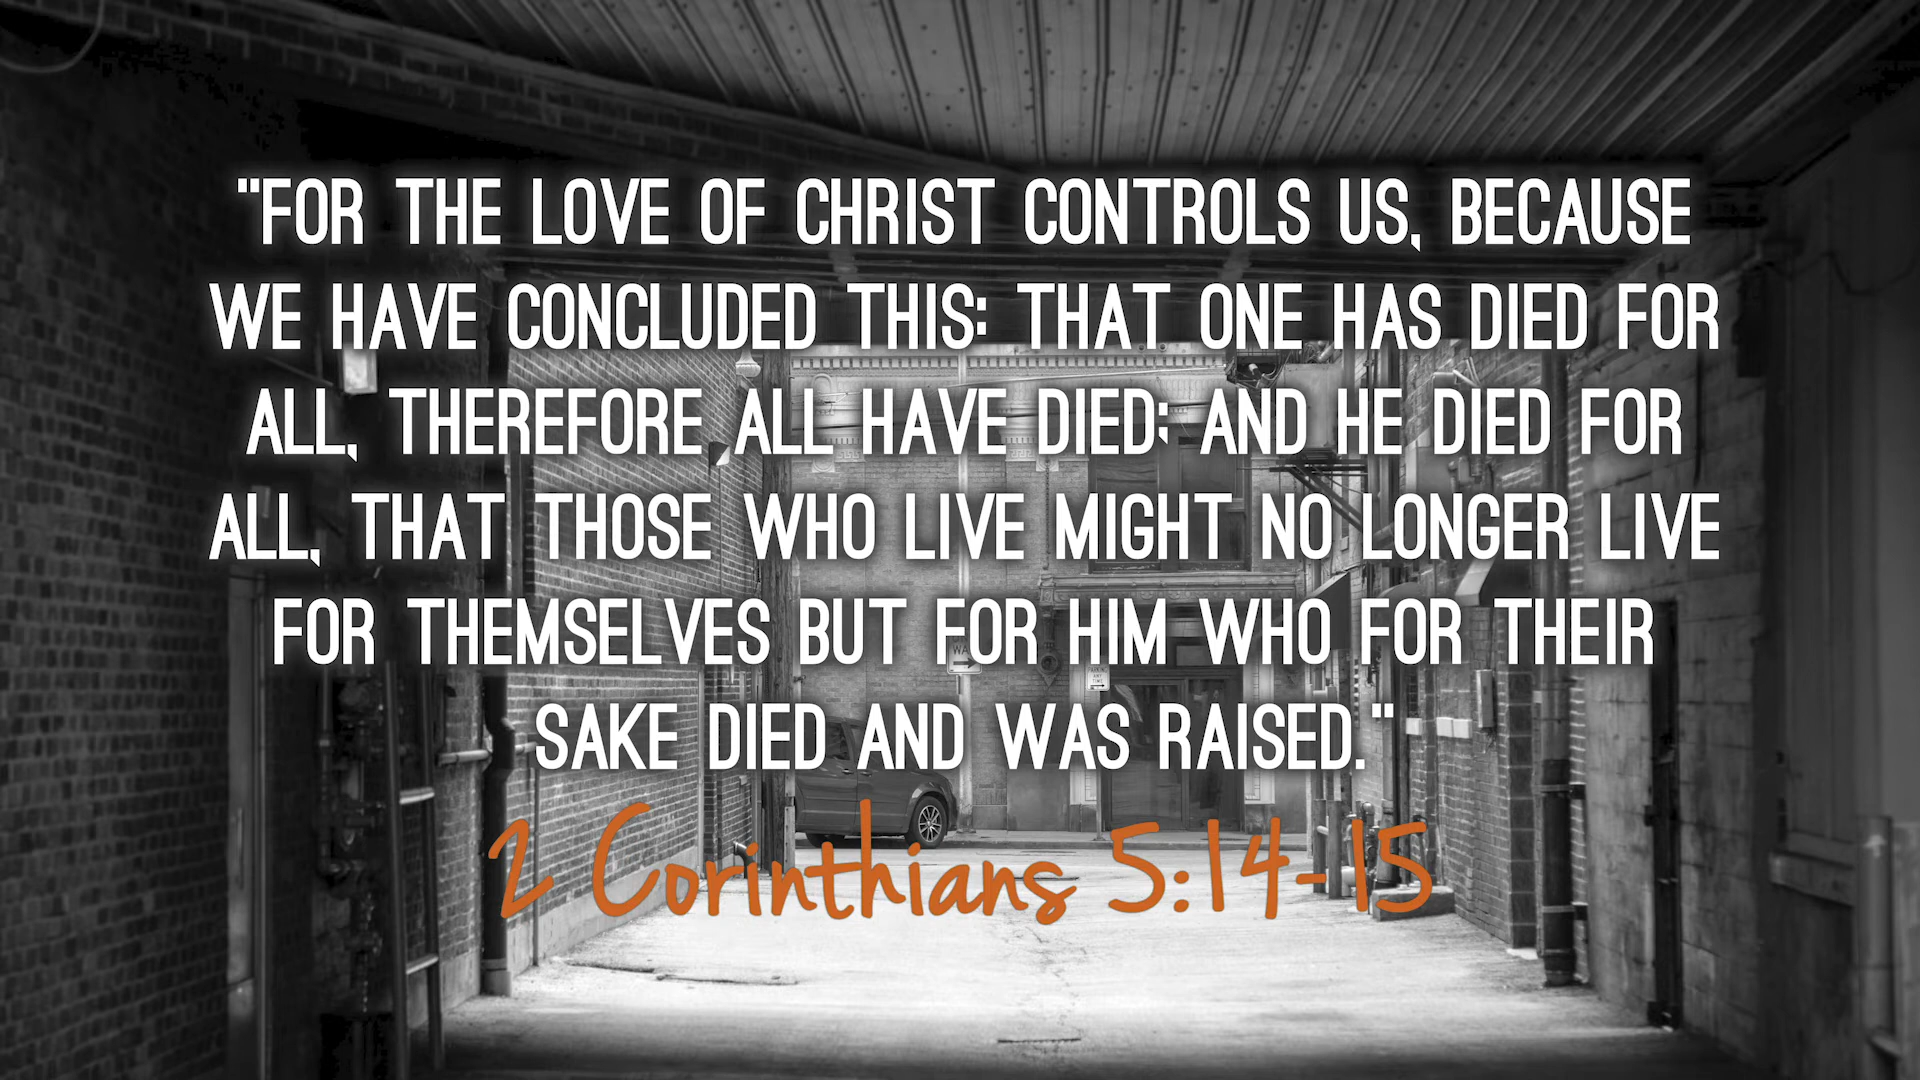 "FOR THE LOVE OF CHRIST CONTROLS US, BECAUSE
WE HAVE CONCLUDED THIS: THAT ONE HAS DIED FOR
ALL, THEREFORE ALL HAVE DIED; AND HE DIED FOR
ALL, THAT THOSE WHO LIVE MIGHT NO LONGER LIVE
FOR THEMSELVES BUT FOR HIM WHO FOR THEIR
SAKE DIED AND WAS RAISED."
2 Corinthians 5:14-15